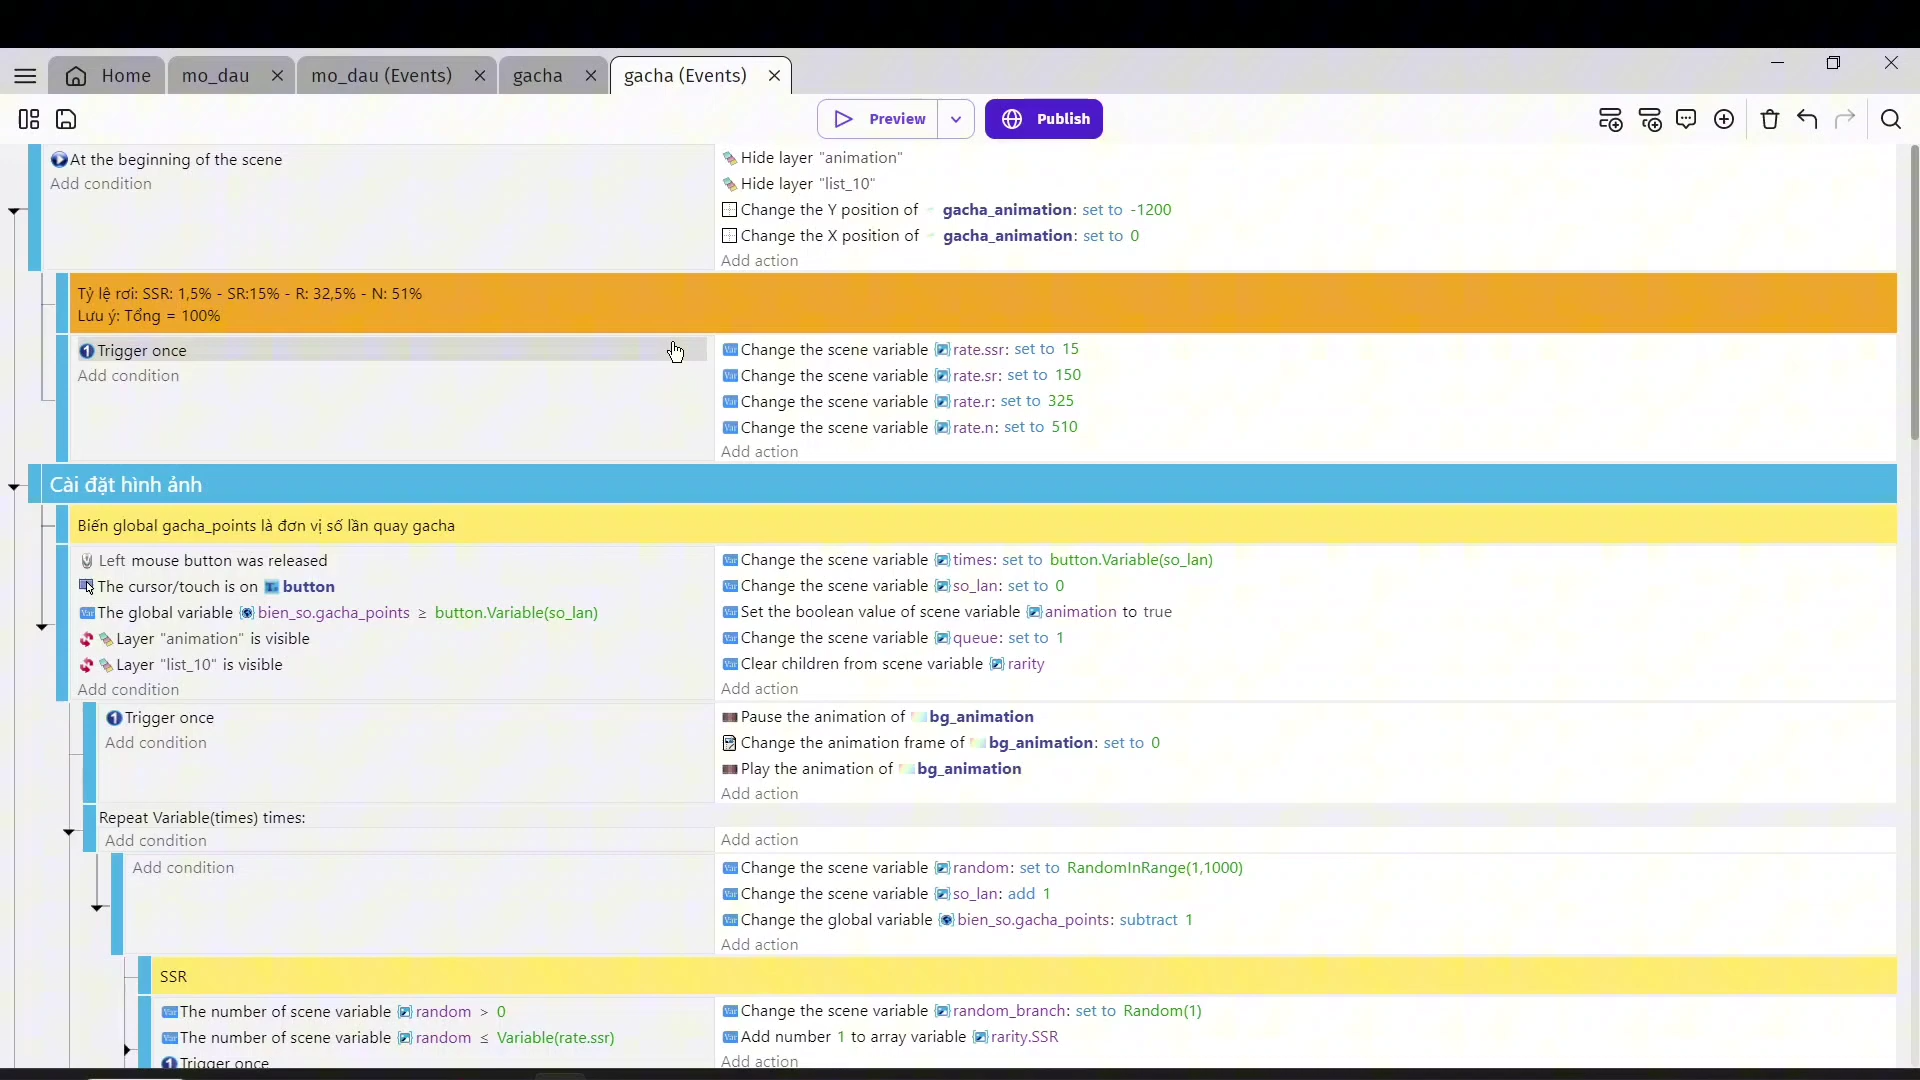 Home
mo_dau
mo_dau (Events)
gacha
gacha (Events)
Preview
Publish
At the beginning of the scene
Add condition
Hide layer "animation"
Hide layer "list_10"
Change the Y position of gacha_animation: set to -1200
Change the X position of gacha_animation: set to 0
Add action
Tỷ lệ rơi: SSR: 1,5% - SR:15% - R: 32,5% - N: 51%
Lưu ý: Tổng = 100%
Trigger once
Add condition
Change the scene variable rate.ssr: set to 15
Change the scene variable rate.sr: set to 150
Change the scene variable rate.r: set to 325
Change the scene variable rate.n: set to 510
Add action
Cài đặt hình ảnh
Biến global gacha_points là đơn vị số lần quay gacha
Left mouse button was released
The cursor/touch is on button
The global variable bien_so.gacha_points ≥ button.Variable(so_lan)
Layer "animation" is visible
Layer "list_10" is visible
Add condition
Change the scene variable times: set to button.Variable(so_lan)
Change the scene variable so_lan: set to 0
Set the boolean value of scene variable animation to true
Change the scene variable queue: set to 1
Clear children from scene variable rarity
Add action
Trigger once
Add condition
Pause the animation of bg_animation
Change the animation frame of bg_animation: set to 0
Play the animation of bg_animation
Add action
Repeat Variable(times) times:
Add condition
Add action
Add condition
Change the scene variable random: set to RandomInRange(1,1000)
Change the scene variable so_lan: add 1
Change the global variable bien_so.gacha_points: subtract 1
Add action
SSR
The number of scene variable random > 0
The number of scene variable random ≤ Variable(rate.ssr)
Trigger once
Change the scene variable random_branch: set to Random(1)
Add number 1 to array variable rarity.SSR
Add action